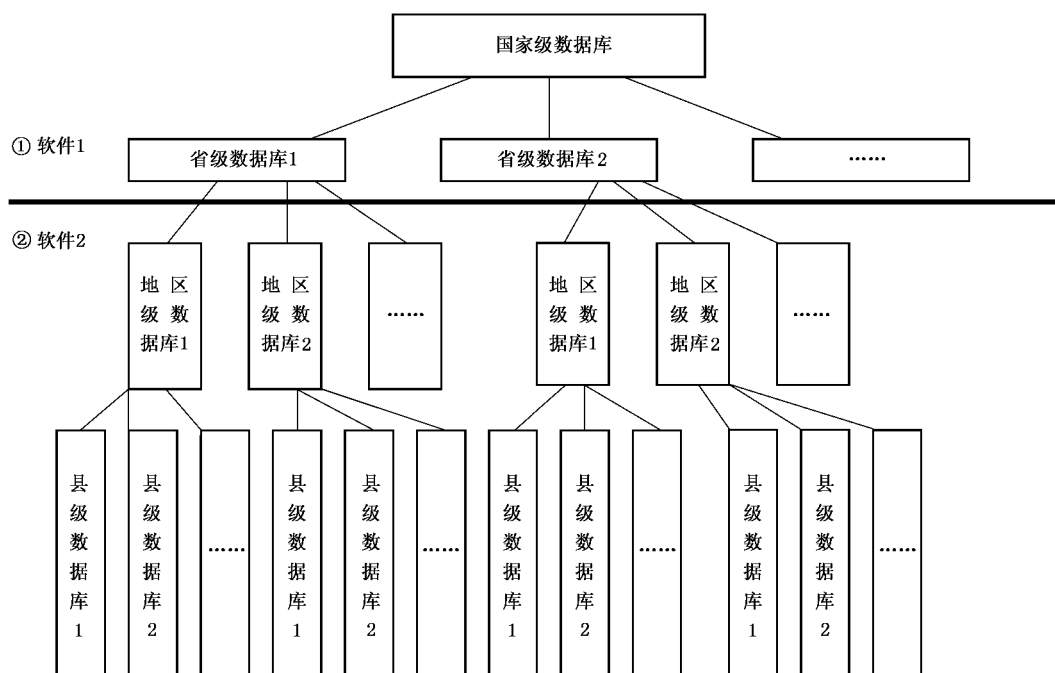 国家级数据库
① 软件1
省级数据库1
省级数据库2
……
② 软件2
地区
级数
据库1
地区
级数
据库2
……
地区
级数
据库1
地区
级数
据库2
……
县级数据库1
县级数据库2
……
县级数据库1
县级数据库2
……
县级数据库1
县级数据库2
……
县级数据库1
县级数据库2
……